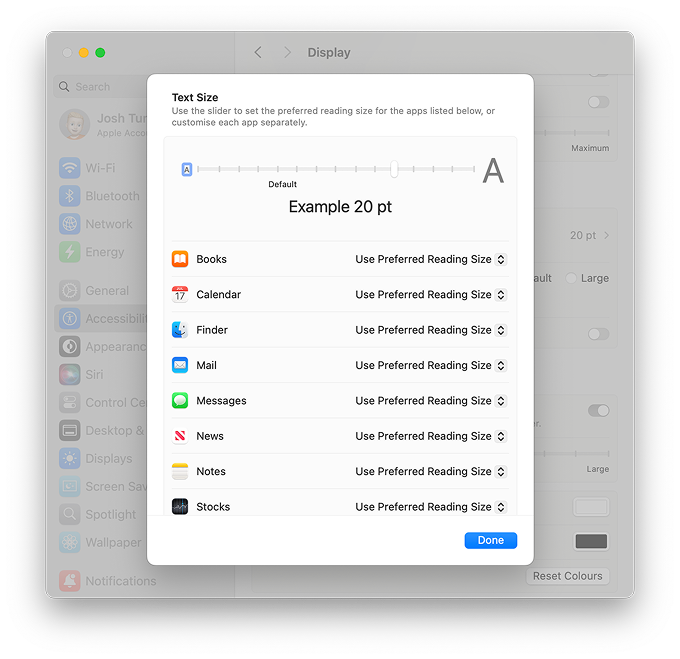 Display
Search
Josh Tur
Apple Acco
Wi-Fi
Bluetooth
Network
Energy
General
Accessibili
Appearanc
Siri
Control Ce
Desktop &
Displays
Screen Sav
Spotlight
Wallpaper
Notifications
Text Size
Use the slider to set the preferred reading size for the apps listed below, or
customise each app separately.
A A
Default
Example 20 pt
Books Use Preferred Reading Size
JUL
17
Calendar Use Preferred Reading Size
Finder Use Preferred Reading Size
Mail Use Preferred Reading Size
Messages Use Preferred Reading Size
News Use Preferred Reading Size
Notes Use Preferred Reading Size
Stocks Use Preferred Reading Size
Done
Maximum
20 pt
ault Large
er.
Large
Reset Colours